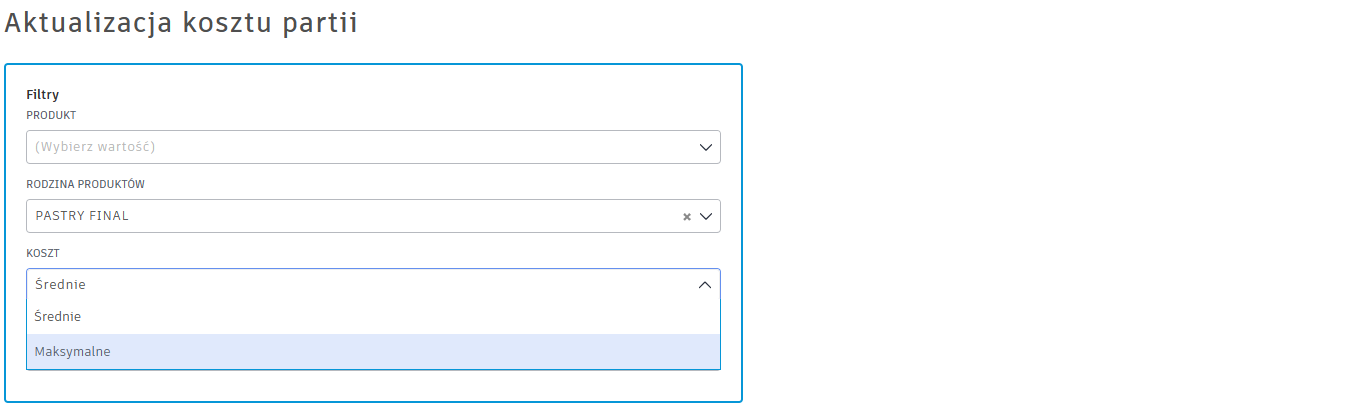 Aktualizacja kosztu partii
Filtry
PRODUKT
(Wybierz wartość)
RODZINA PRODUKTÓW
PASTRY FINAL
KOSZT
Średnie
Średnie
Maksymalne